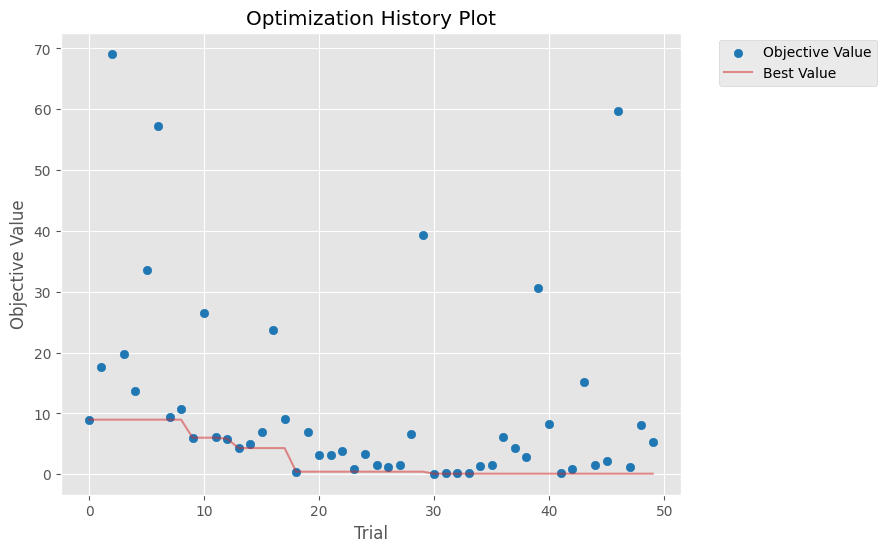 Optimization History Plot
Objective Value
Best Value
Objective Value
70
60
50
40
30
20
10
0
0 10 20 30 40 50
Trial